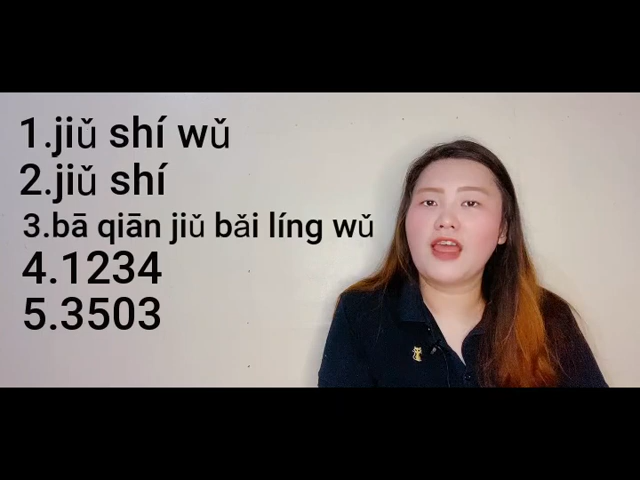 1.jiǔ shí wǔ
2.jiǔ shí
3.bā qiān jiǔ bǎi líng wǔ
4.1234
5.3503